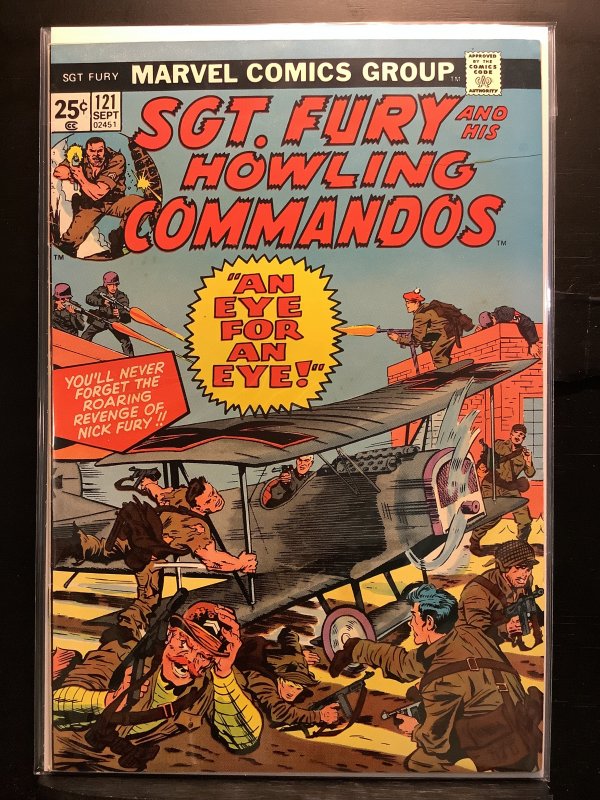 SGT FURY
MARVEL COMICS GROUP
TM
APPROVED
BY THE
COMICS
CODE
AUTHORITY
25¢
CC
121
SEPT
02451
SGT. FURY
AND
HIS
HOWLING
COMMANDOS
TM
TM
"AN
EYE
FOR
AN
EYE!"
YOU'LL NEVER
FORGET THE
ROARING
REVENGE OF
NICK FURY!!